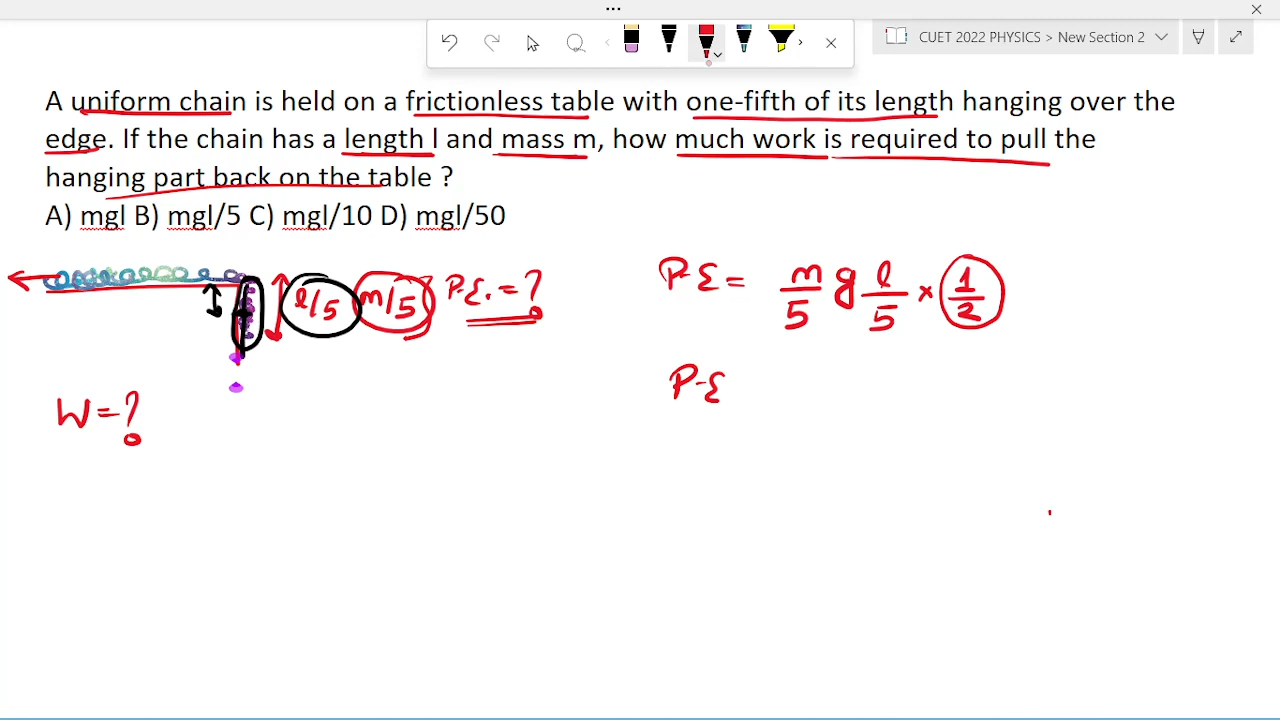 CUET 2022 PHYSICS > New Section 2
A uniform chain is held on a frictionless table with one-fifth of its length hanging over the
edge. If the chain has a length l and mass m, how much work is required to pull the
hanging part back on the table ?
A) mgl B) mgl/5 C) mgl/10 D) mgl/50
l/5 m/5 P.E. = ?
P-E = m/5 g l/5 × 1/2
P-E
W=?